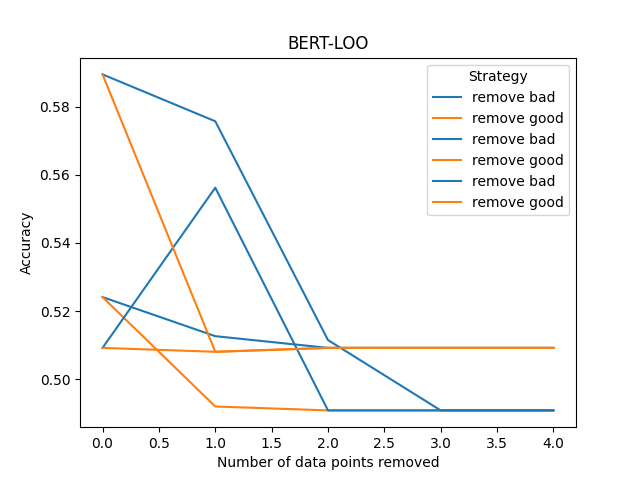 BERT-LOO
Strategy
remove bad
remove good
remove bad
remove good
remove bad
remove good
Accuracy
0.58
0.56
0.54
0.52
0.50
0.0 0.5 1.0 1.5 2.0 2.5 3.0 3.5 4.0
Number of data points removed